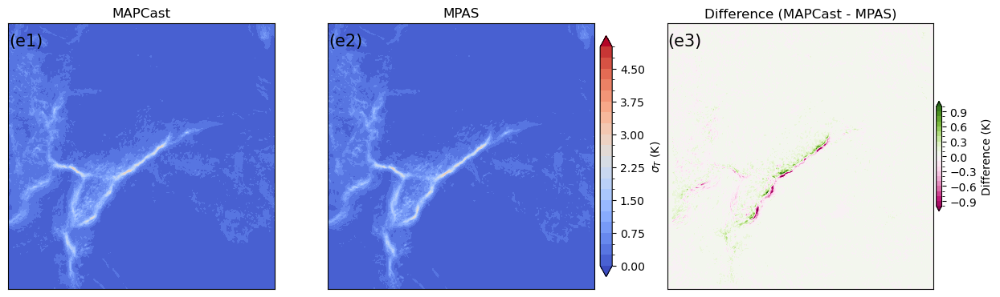 MAPCast
MPAS
Difference (MAPCast - MPAS)
(e1)
(e2)
(e3)
4.50
3.75
3.00
2.25
1.50
0.75
0.00
σT (K)
0.9
0.6
0.3
0.0
−0.3
−0.6
−0.9
Difference (K)